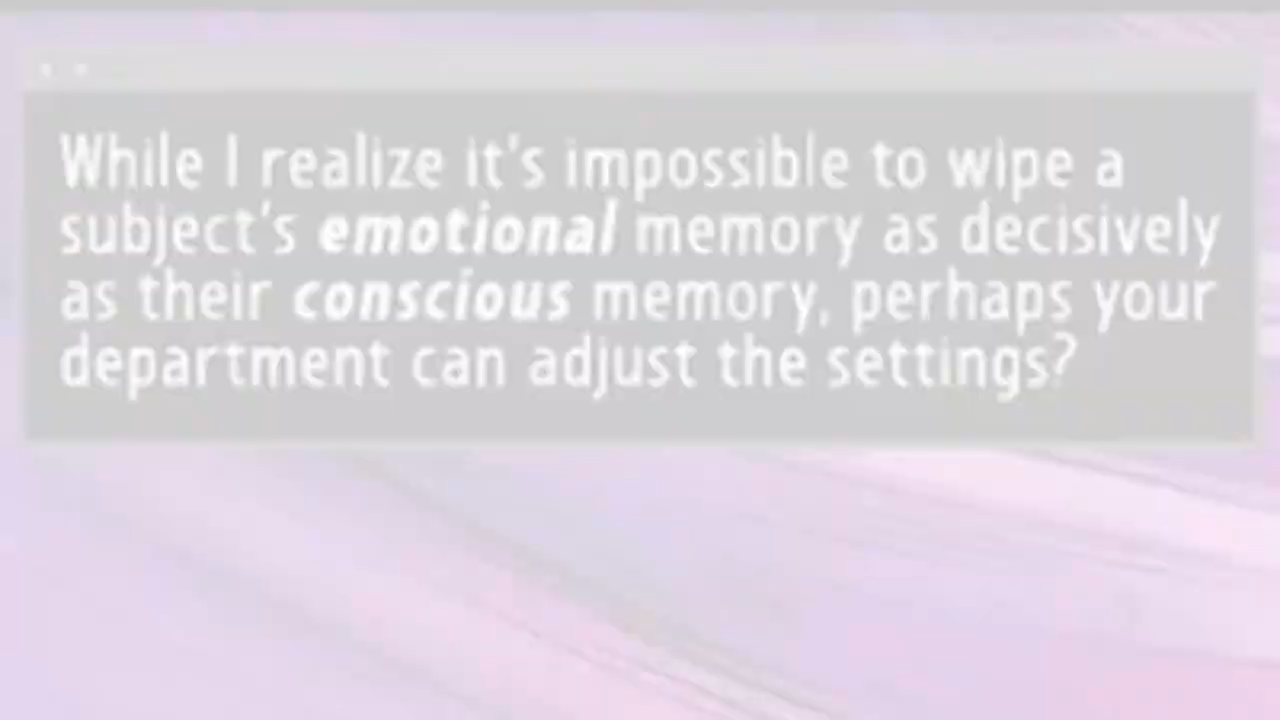 While I realize it's impossible to wipe a
subject's emotional memory as decisively
as their conscious memory, perhaps your
department can adjust the settings?